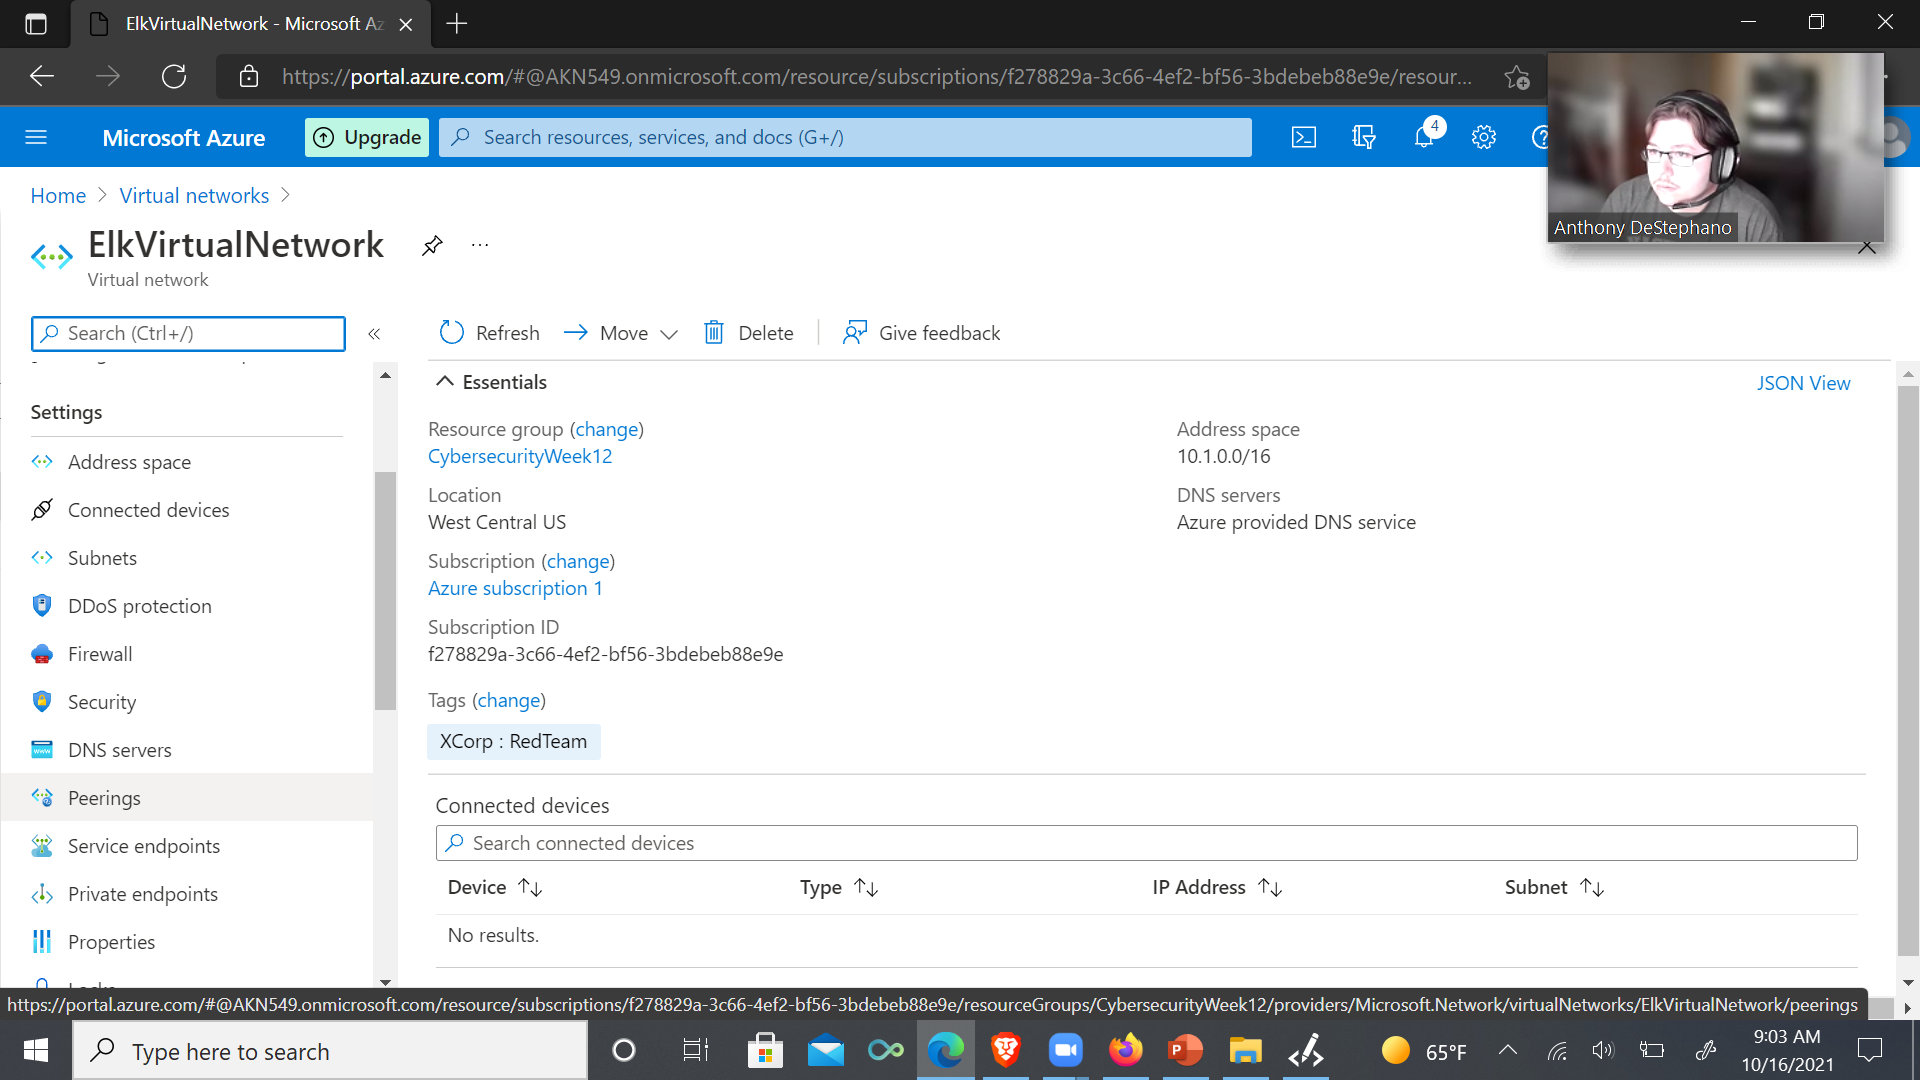 ElkVirtualNetwork - Microsoft Az
https://portal.azure.com/#@AKN549.onmicrosoft.com/resource/subscriptions/f278829a-3c66-4ef2-bf56-3bdebeb88e9e/resour...
Microsoft Azure
Upgrade
Search resources, services, and docs (G+/)
4
Anthony DeStephano
Home > Virtual networks >
ElkVirtualNetwork
...
Virtual network
Search (Ctrl+/)
«
Refresh
Move
Delete
Give feedback
Settings
Address space
Connected devices
Subnets
DDoS protection
Firewall
Security
DNS servers
Peerings
Service endpoints
Private endpoints
Properties
Essentials
JSON View
Resource group (change)
CybersecurityWeek12
Location
West Central US
Subscription (change)
Azure subscription 1
Subscription ID
f278829a-3c66-4ef2-bf56-3bdebeb88e9e
Address space
10.1.0.0/16
DNS servers
Azure provided DNS service
Tags (change)
XCorp : RedTeam
Connected devices
Search connected devices
Device
Type
IP Address
Subnet
No results.
https://portal.azure.com/#@AKN549.onmicrosoft.com/resource/subscriptions/f278829a-3c66-4ef2-bf56-3bdebeb88e9e/resourceGroups/CybersecurityWeek12/providers/Microsoft.Network/virtualNetworks/ElkVirtualNetwork/peerings
Type here to search
65°F
9:03 AM
10/16/2021